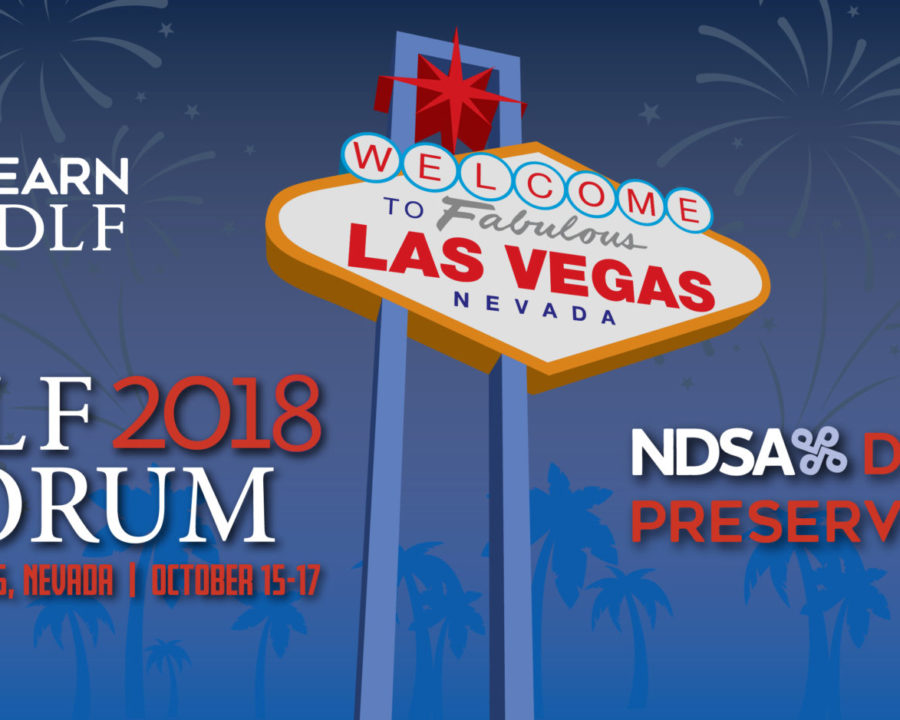 EARN
DLF
WELCOME
TO Fabulous
LAS VEGAS
NEVADA
LF 2018
ORUM
S, NEVADA | OCTOBER 15-17
NDSA D
PRESERV